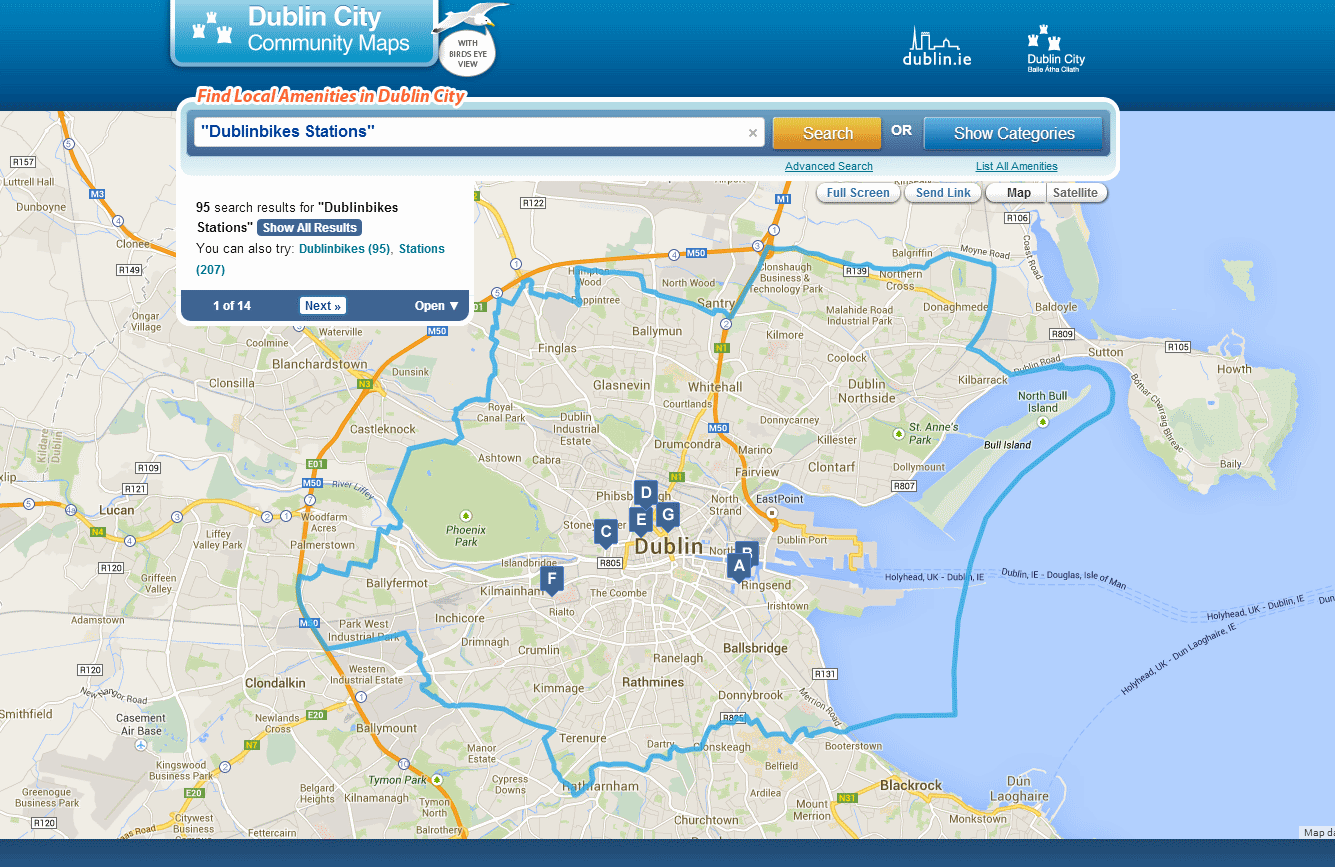 Dublin City
Community Maps
WITH
BIRDS EYE
VIEW
dublin.ie
Dublin City
Baile Átha Cliath
Find Local Amenities in Dublin City
"Dublinbikes Stations"
×
Search
OR
Show Categories
Advanced Search
List All Amenities
Full Screen
Send Link
Map
Satellite
95 search results for "Dublinbikes
Stations" Show All Results
You can also try: Dublinbikes (95), Stations
(207)
1 of 14
Next »
Open ▼
R157
Luttrell Hall
M3
Dunboyne
Clonee
R149
Ongar
Village
R122
M1
R106
Coast Road
Moyne Road
Balgriffin
M50
Hampton
Wood
North Wood
Clonshaugh
Business &
Technology Park
R139
Northern
Cross
Poppintree
Santry
Donaghmede
Baldoyle
Malahide Road
Industrial Park
Waterville
M50
Coolmine
Blanchardstown
Dunsink
Ballymun
Kilmore
R809
Finglas
N1
Coolock
Dublin Road
Sutton
R105
Howth
Clonsilla
N3
Glasnevin
Whitehall
Dublin
Northside
Kilbarrack
Bóthar Charraig Bhreac
Courtlands
North Bull
Island
Royal
Canal Park
Dublin
Industrial
Estate
Castleknock
M50
Donnycarney
St. Anne's
Park
Kildare
Dublin
Drumcondra
Killester
Bull Island
Marino
Ashtown
Cabra
Fairview
Clontarf
Dollymount
Baily
R109
E01
N1
R121
M50
River Liffey
R807
D
Phibsborough
North
Strand
EastPoint
Lucan
Woodfarm
Acres
Phoenix
Park
C
E
G
Dublin
N4
Liffey
Valley Park
Palmerstown
Dublin Port
Islandbridge
R805
B
A
R120
Griffeen
Valley
Ballyfermot
F
Kilmainham
The Coombe
Ringsend
Holyhead, UK - Dublin, IE
Dublin, IE - Douglas, Isle of Man
Rialto
Irishtown
Holyhead, UK - Dublin, IE
Adamstown
Park West
Industrial Park
Inchicore
Drimnagh
Crumlin
Ballsbridge
Holyhead, UK - Dun Laoghaire, IE
R120
Western
Industrial Estate
Ranelagh
Clondalkin
Rathmines
R131
Kimmage
Donnybrook
Merrion Road
Smithfield
Casement
Air Base
Newlands
Cross
E20
Ballymount
R825
N7
Terenure
Dartry
Clonskeagh
Booterstown
Kingswood
Business Park
Manor
Estate
Belfield
Tymon Park
Cypress
Downs
Rathfarnham
Blackrock
Dún
Laoghaire
Greenogue
Business Park
E20
Belgard
Heights
Kilnamanagh
Tymon
North
Ardilea
Mount
Merrion
N31
R120
Citywest
Business
Campus
Fettercairn
Balrothery
Churchtown
Monkstown